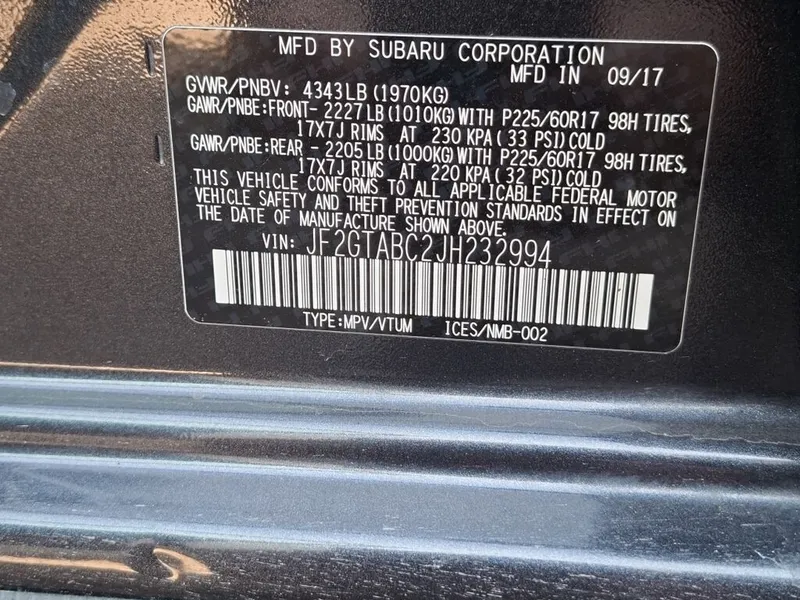 MFD BY SUBARU CORPORATION
MFD IN 09/17
GVWR/PNBV: 4343LB(1970KG)
GAWR/PNBE:FRONT- 2227LB(1010KG)WITH P225/60R17 98H TIRES,
17X7J RIMS AT 230 KPA(33 PSI)COLD
GAWR/PNBE:REAR - 2205LB(1000KG)WITH P225/60R17 98H TIRES,
17X7J RIMS AT 220 KPA(32 PSI)COLD
THIS VEHICLE CONFORMS TO ALL APPLICABLE FEDERAL MOTOR
VEHICLE SAFETY AND THEFT PREVENTION STANDARDS IN EFFECT ON
THE DATE OF MANUFACTURE SHOWN ABOVE.
VIN: JF2GTABC2JH232994
TYPE:MPV/VTUM ICES/NMB-002